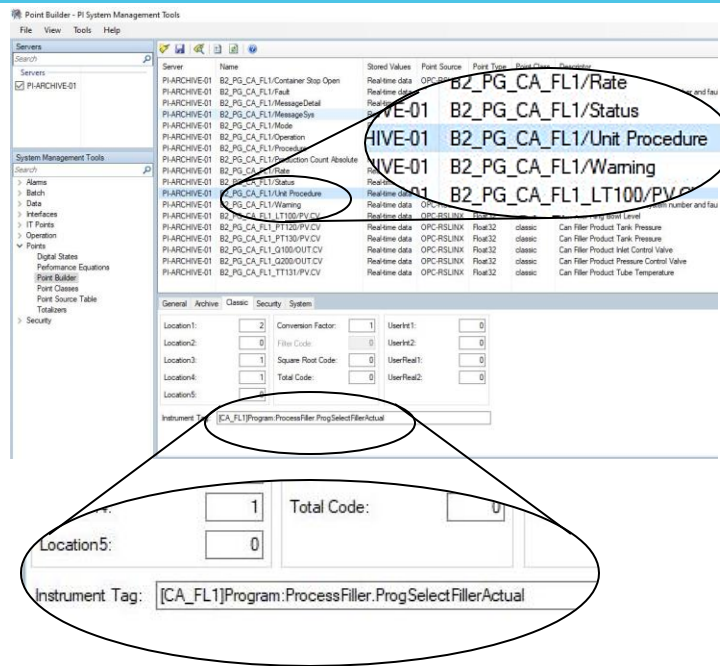 Point Builder - PI System Management Tools
File View Tools Help
Servers
Search
Servers
PI-ARCHIVE-01
System Management Tools
Search
Alarms
Batch
Data
Interfaces
IT Points
Operation
Points
Digital States
Performance Equations
Point Builder
Point Classes
Point Source Table
Totalizers
Security
Server Name Stored Values Point Source Point Type Point Class Descriptor
PI-ARCHIVE-01 B2_PG_CA_FL1/Container Stop Open Real-time data
PI-ARCHIVE-01 B2_PG_CA_FL1/Fault Real-time data
PI-ARCHIVE-01 B2_PG_CA_FL1/MessageDetail
PI-ARCHIVE-01 B2_PG_CA_FL1/MessageSys
PI-ARCHIVE-01 B2_PG_CA_FL1/Mode
PI-ARCHIVE-01 B2_PG_CA_FL1/Operation
PI-ARCHIVE-01 B2_PG_CA_FL1/Procedure
PI-ARCHIVE-01 B2_PG_CA_FL1/Production Count Absolute
PI-ARCHIVE-01 B2_PG_CA_FL1/Rate
PI-ARCHIVE-01 B2_PG_CA_FL1/Status
PI-ARCHIVE-01 B2_PG_CA_FL1/Unit Procedure
PI-ARCHIVE-01 B2_PG_CA_FL1/Warning Real-time data
PI-ARCHIVE-01 B2_PG_CA_FL1_LT100/PV.CV Real-time data OPC-RSLINX Float32 classic Bowl Level
PI-ARCHIVE-01 B2_PG_CA_FL1_PT120/PV.CV Real-time data OPC-RSLINX Float32 classic Can Filler Product Tank Pressure
PI-ARCHIVE-01 B2_PG_CA_FL1_PT130/PV.CV Real-time data OPC-RSLINX Float32 classic Can Filler Product Tank Pressure
PI-ARCHIVE-01 B2_PG_CA_FL1_Q100/OUT.CV Real-time data OPC-RSLINX Float32 classic Can Filler Product Inlet Control Valve
PI-ARCHIVE-01 B2_PG_CA_FL1_Q200/OUT.CV Real-time data OPC-RSLINX Float32 classic Can Filler Product Pressure Control Valve
PI-ARCHIVE-01 B2_PG_CA_FL1_TT131/PV.CV Real-time data OPC-RSLINX Float32 classic Can Filler Product Tube Temperature
B2_PG_CA_FL1/Rate
VE-01 B2_PG_CA_FL1/Status
HIVE-01 B2_PG_CA_FL1/Unit Procedure
IVE-01 B2_PG_CA_FL1/Warning
B2_PG_CA_FL1_LT100/PV.CV
General Archive Classic Security System
Location1: 2 Conversion Factor: 1 UserInt1: 0
Location2: 0 Filter Code: 0 UserInt2: 0
Location3: 1 Square Root Code: 0 UserReal1: 0
Location4: 1 Total Code: 0 UserReal2: 0
Location5: 0
Instrument Tag: [CA_FL1]Program:ProcessFiller.ProgSelectFillerActual
1 Total Code: 0
Location5: 0
Instrument Tag: [CA_FL1]Program:ProcessFiller.ProgSelectFillerActual